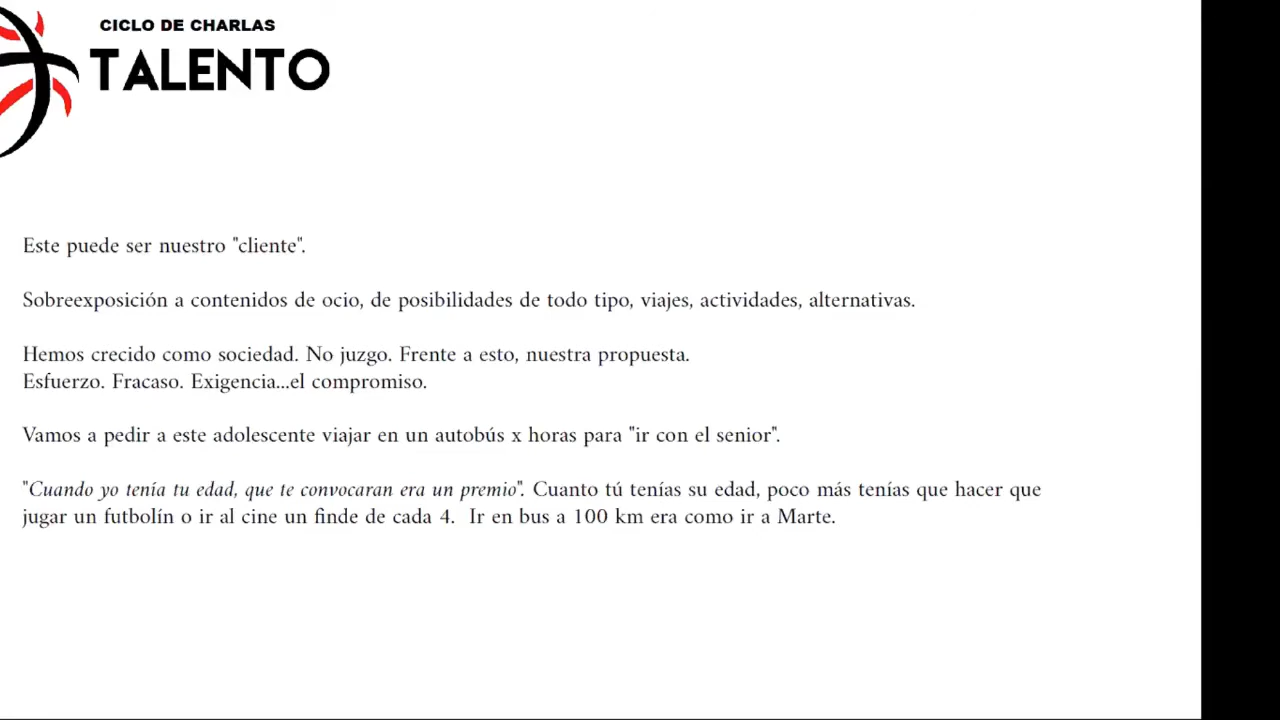 CICLO DE CHARLAS
TALENTO
Este puede ser nuestro "cliente".
Sobreexposición a contenidos de ocio, de posibilidades de todo tipo, viajes, actividades, alternativas.
Hemos crecido como sociedad. No juzgo. Frente a esto, nuestra propuesta.
Esfuerzo. Fracaso. Exigencia...el compromiso.
Vamos a pedir a este adolescente viajar en un autobús x horas para "ir con el senior".
"Cuando yo tenía tu edad, que te convocaran era un premio". Cuanto tú tenías su edad, poco más tenías que hacer que
jugar un futbolín o ir al cine un finde de cada 4.  Ir en bus a 100 km era como ir a Marte.